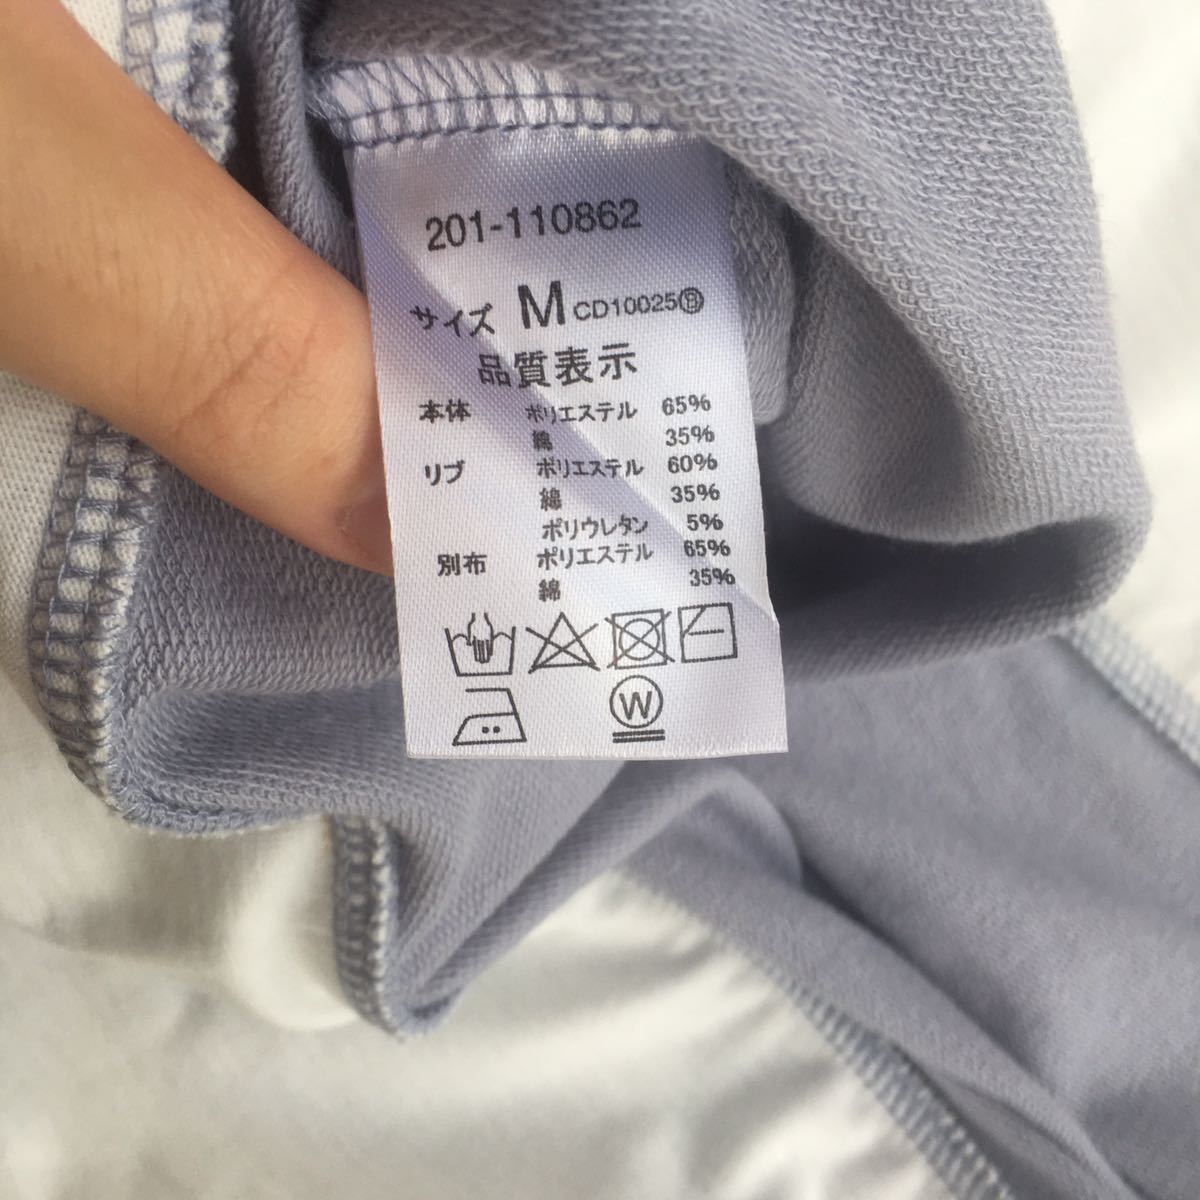 201-110862
サイズ M CD10025
品質表示
本体 ポリエステル 65%
綿 35%
リブ ポリエステル 60%
綿 35%
ポリウレタン 5%
別布 ポリエステル 65%
綿 35%
W